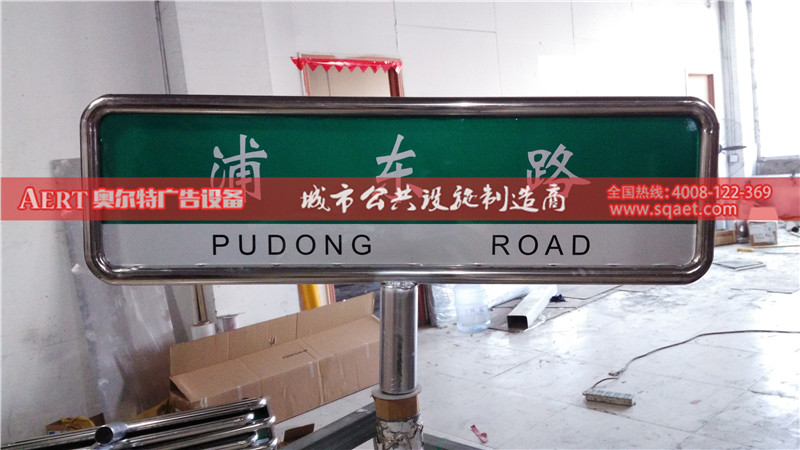 浦东路
AERT 奥尔特广告设备 城市公共设施制造商 全国热线:4008-122-369
www.sqaet.com
PUDONG ROAD